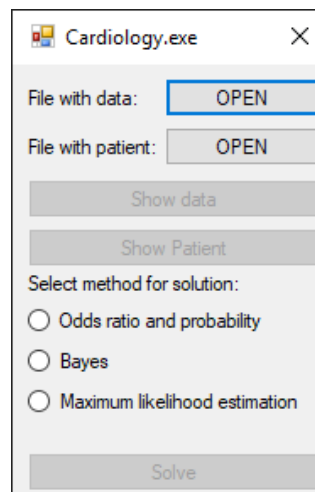 Cardiology.exe
File with data: OPEN
File with patient: OPEN
Show data
Show Patient
Select method for solution:
Odds ratio and probability
Bayes
Maximum likelihood estimation
Solve